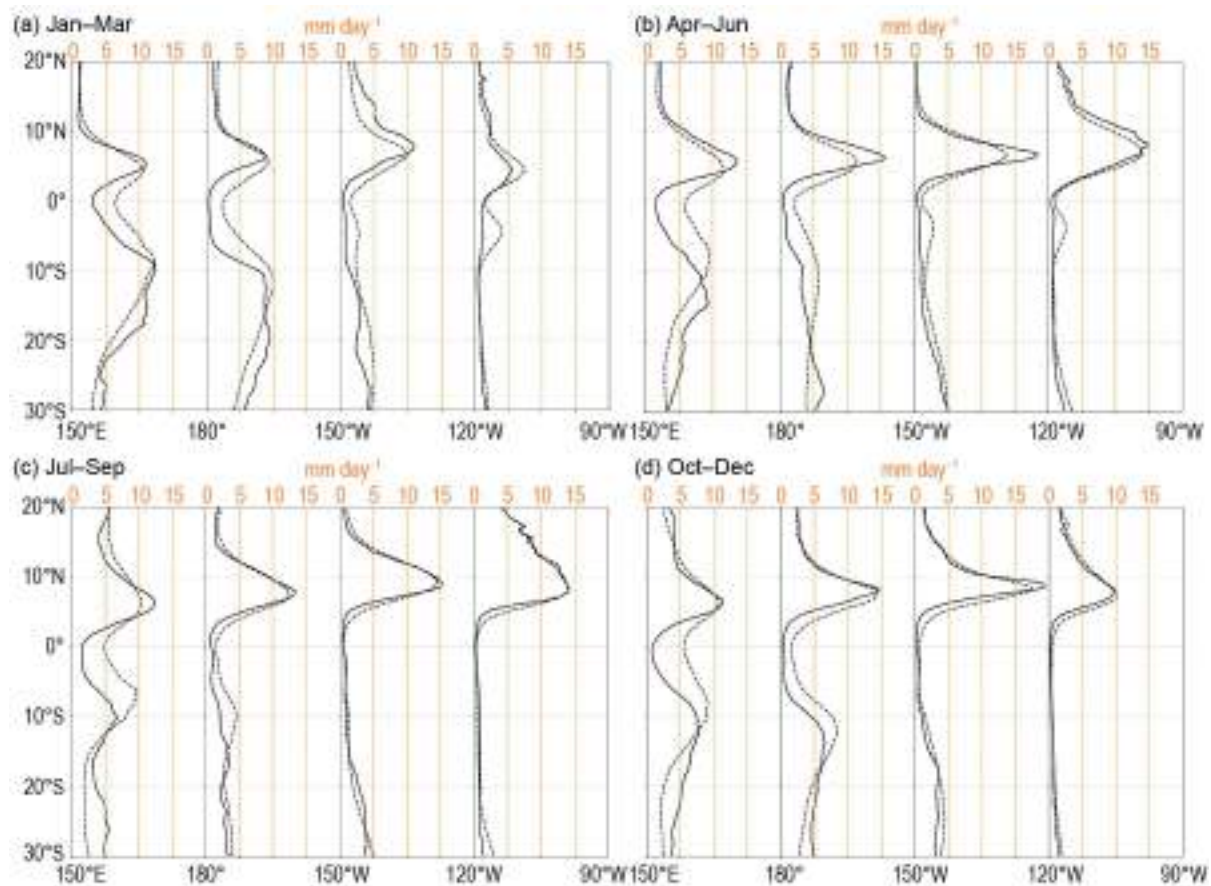 (a) Jan–Mar mm day⁻¹ (b) Apr–Jun mm day⁻¹
0 5 10 15 0 5 10 15 0 5 10 15 0 5 10 15 0 5 10 15 0 5 10 15 0 5 10 15 0 5 10 15
20°N
10°N
0°
10°S
20°S
30°S
150°E 180° 150°W 120°W 90°W 150°E 180° 150°W 120°W 90°W
(c) Jul–Sep mm day⁻¹ (d) Oct–Dec mm day⁻¹
0 5 10 15 0 5 10 15 0 5 10 15 0 5 10 15 0 5 10 15 0 5 10 15 0 5 10 15 0 5 10 15
20°N
10°N
0°
10°S
20°S
30°S
150°E 180° 150°W 120°W 90°W 150°E 180° 150°W 120°W 90°W